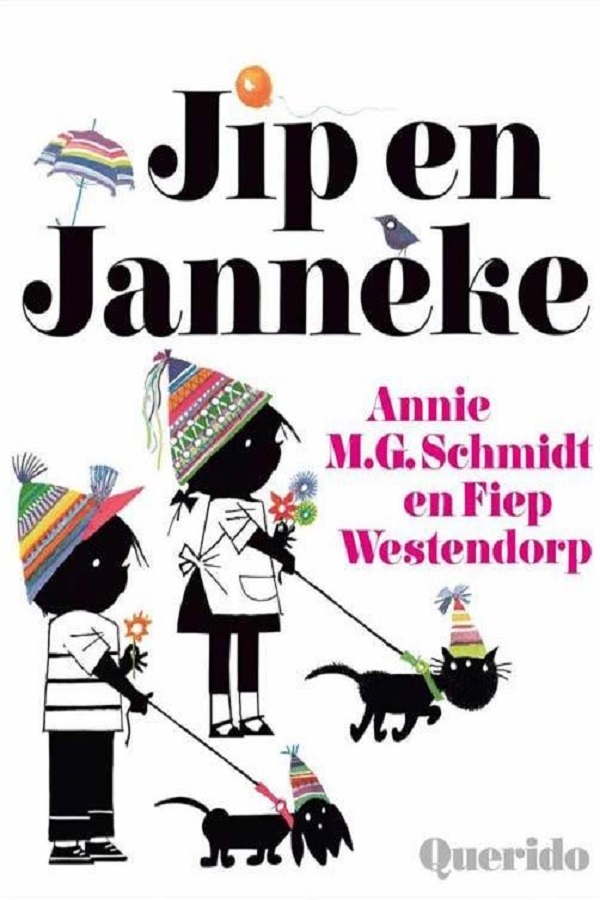 Jip en
Janneke
Annie
M.G. Schmidt
en Fiep
Westendorp
Querido